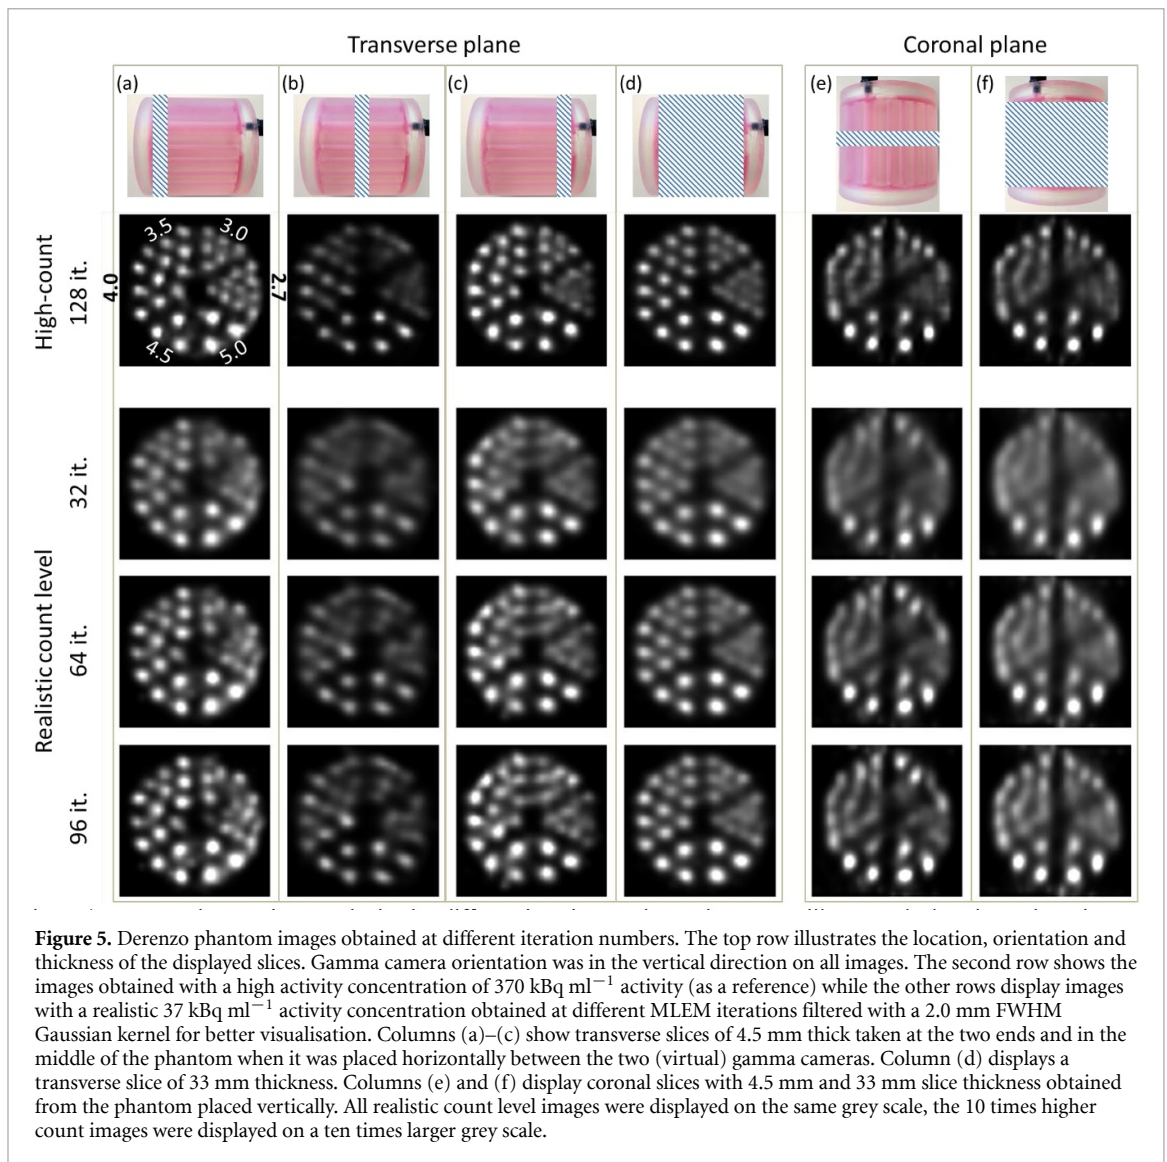 Transverse plane
Coronal plane
(a)
(b)
(c)
(d)
(e)
(f)
High-count
128 it.
3.5
3.0
4.0
2.7
4.5
5.0
Realistic count level
32 it.
64 it.
96 it.
Figure 5. Derenzo phantom images obtained at different iteration numbers. The top row illustrates the location, orientation and
thickness of the displayed slices. Gamma camera orientation was in the vertical direction on all images. The second row shows the
images obtained with a high activity concentration of 370 kBq ml−1 activity (as a reference) while the other rows display images
with a realistic 37 kBq ml−1 activity concentration obtained at different MLEM iterations filtered with a 2.0 mm FWHM
Gaussian kernel for better visualisation. Columns (a)–(c) show transverse slices of 4.5 mm thick taken at the two ends and in the
middle of the phantom when it was placed horizontally between the two (virtual) gamma cameras. Column (d) displays a
transverse slice of 33 mm thickness. Columns (e) and (f) display coronal slices with 4.5 mm and 33 mm slice thickness obtained
from the phantom placed vertically. All realistic count level images were displayed on the same grey scale, the 10 times higher
count images were displayed on a ten times larger grey scale.